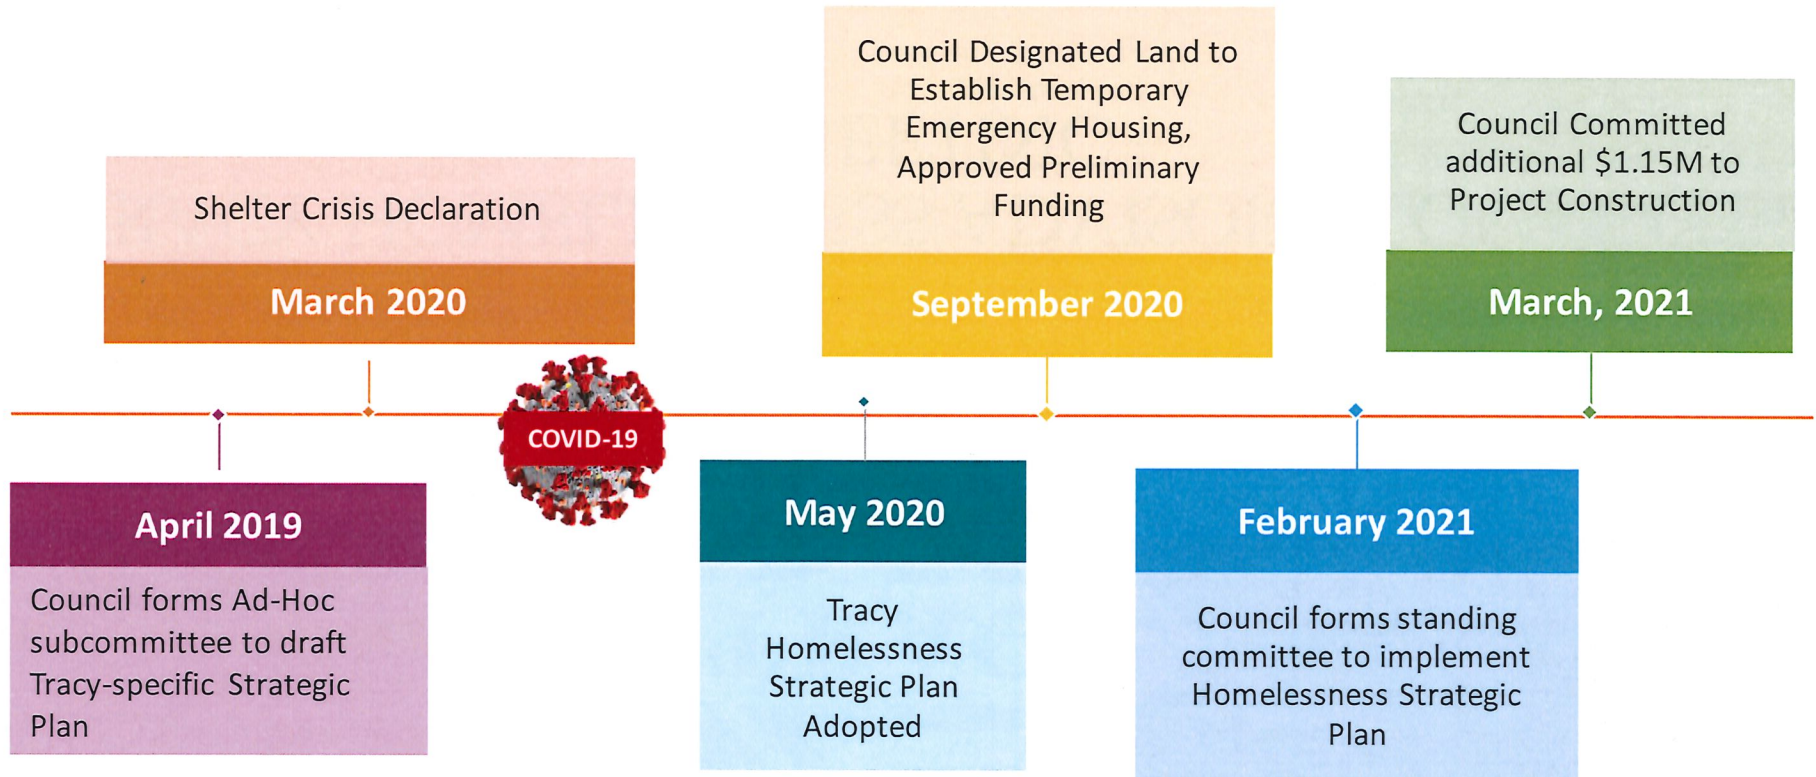 Shelter Crisis Declaration
March 2020
Council Designated Land to
Establish Temporary
Emergency Housing,
Approved Preliminary
Funding
September 2020
Council Committed
additional $1.15M to
Project Construction
March, 2021
COVID-19
April 2019
Council forms Ad-Hoc
subcommittee to draft
Tracy-specific Strategic
Plan
May 2020
Tracy
Homelessness
Strategic Plan
Adopted
February 2021
Council forms standing
committee to implement
Homelessness Strategic
Plan